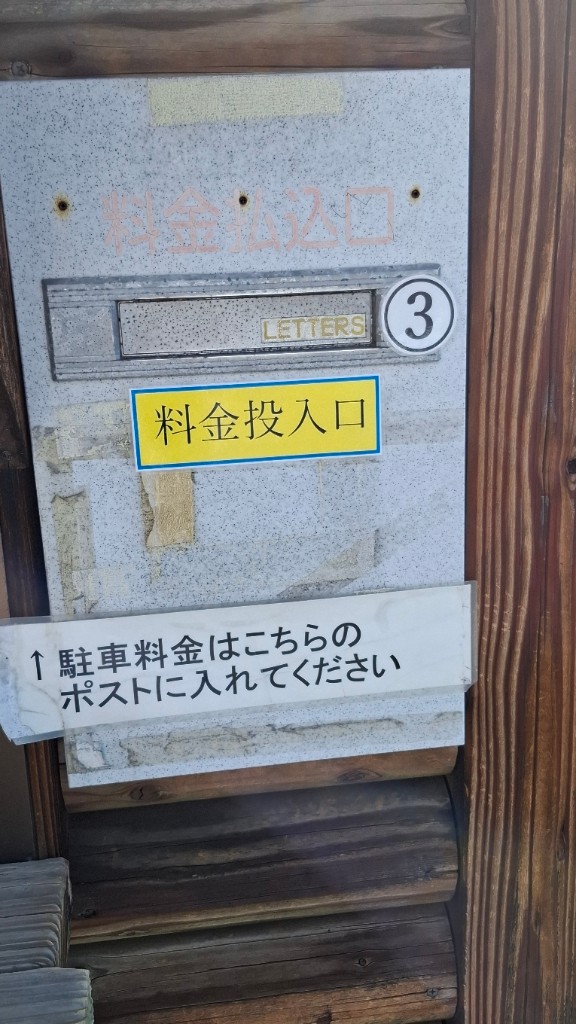 料金払込口
LETTERS
③
料金投入口
↑駐車料金はこちらの
ポストに入れてください